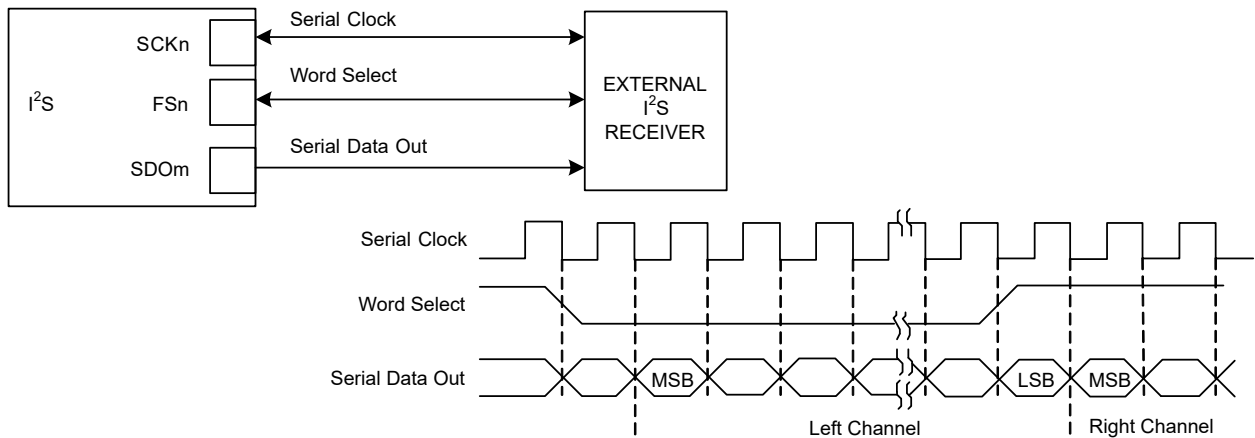 Serial Clock
SCKn
Word Select
I²S
FSn
EXTERNAL
I²S
RECEIVER
Serial Data Out
SDOm
Serial Clock
Word Select
Serial Data Out
MSB
LSB
MSB
Left Channel
Right Channel